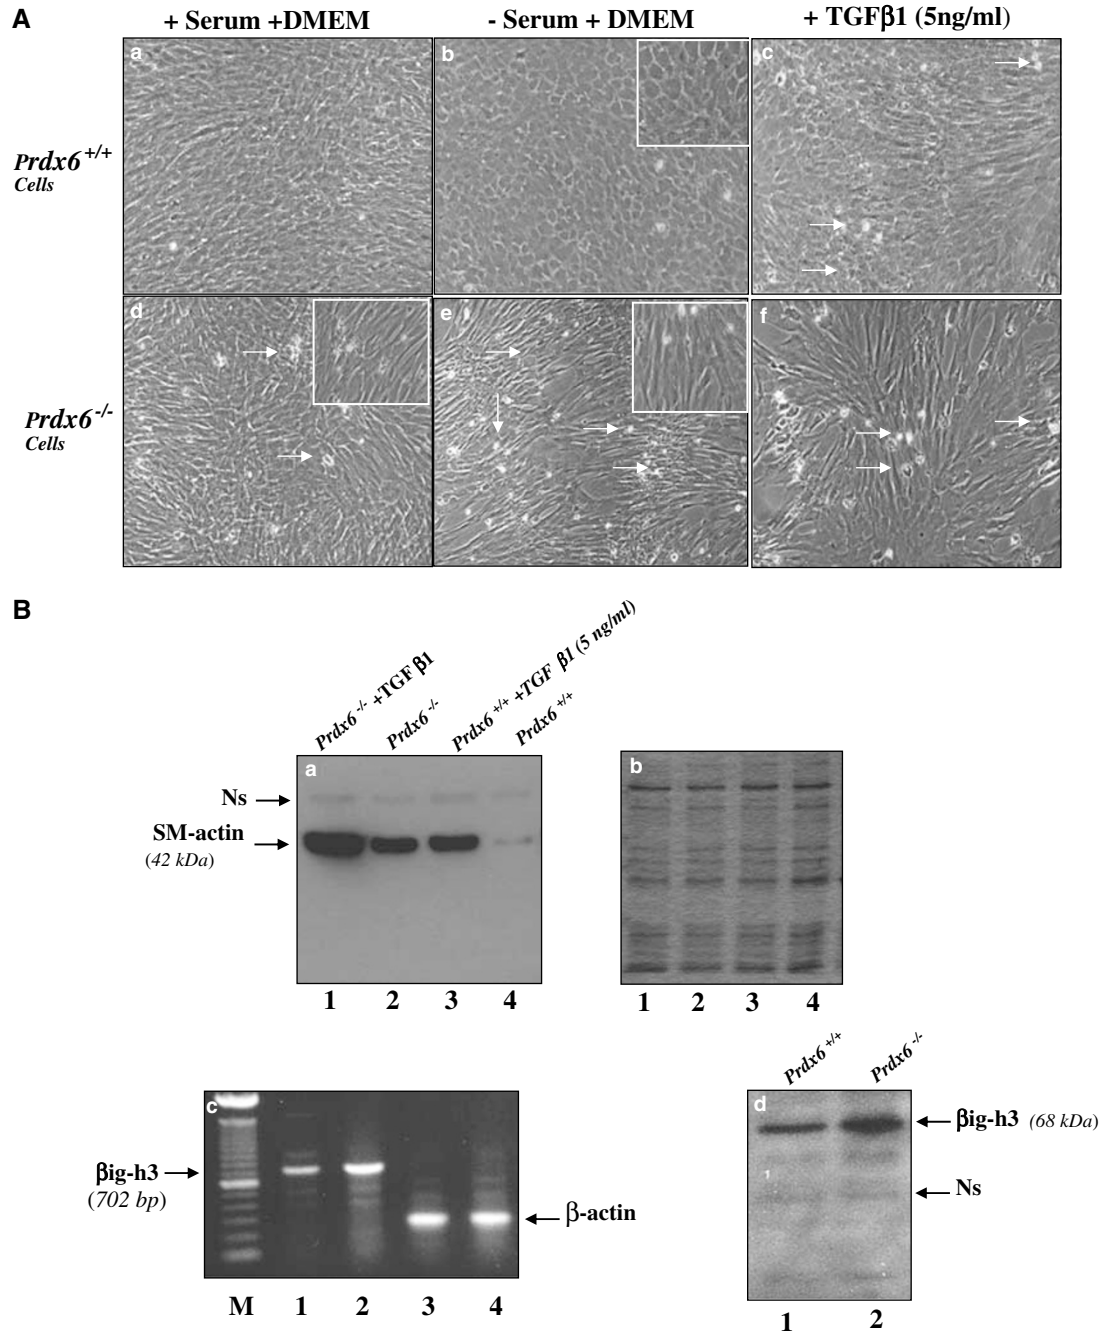 A
+ Serum +DMEM
- Serum + DMEM
+ TGFβ1 (5ng/ml)
a
b
c
Prdx6 +/+
Cells
d
e
f
Prdx6 -/-
Cells
B
Prdx6 -/- +TGF β1
Prdx6 -/-
Prdx6 +/+ +TGF β1 (5 ng/ml)
Prdx6 +/+
a
b
Ns
SM-actin
(42 kDa)
1 2 3 4
1 2 3 4
Prdx6 +/+
Prdx6 -/-
c
d
βig-h3
(702 bp)
β-actin
βig-h3 (68 kDa)
Ns
M 1 2 3 4
1 2